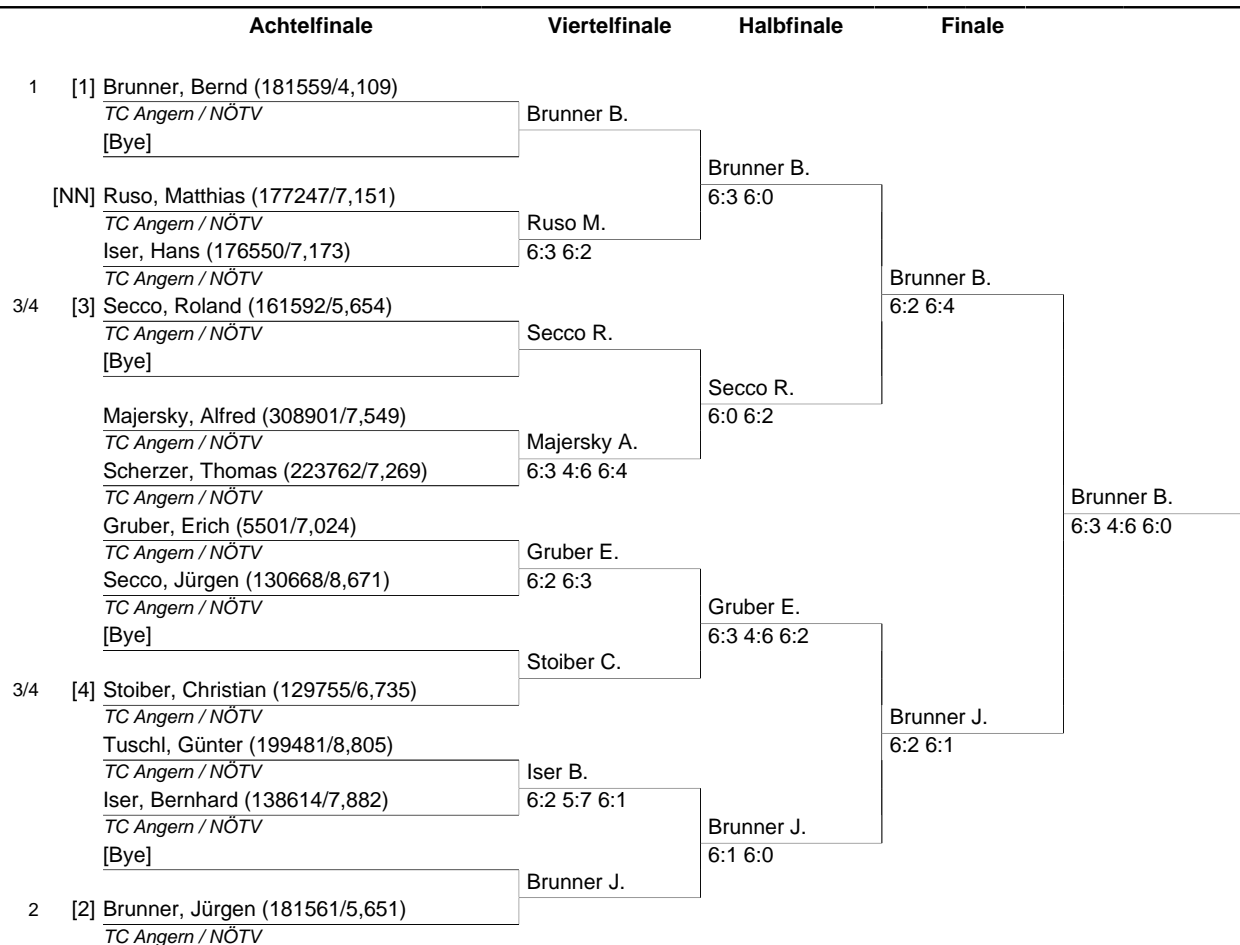 Achtelfinale Viertelfinale Halbfinale Finale
1 [1] Brunner, Bernd (181559/4,109)
TC Angern / NÖTV Brunner B.
[Bye]
Brunner B.
[NN] Ruso, Matthias (177247/7,151) 6:3 6:0
TC Angern / NÖTV Ruso M.
Iser, Hans (176550/7,173) 6:3 6:2
TC Angern / NÖTV Brunner B.
3/4 [3] Secco, Roland (161592/5,654) 6:2 6:4
TC Angern / NÖTV Secco R.
[Bye]
Secco R.
Majersky, Alfred (308901/7,549) 6:0 6:2
TC Angern / NÖTV Majersky A.
Scherzer, Thomas (223762/7,269) 6:3 4:6 6:4
TC Angern / NÖTV Brunner B.
Gruber, Erich (5501/7,024) 6:3 4:6 6:0
TC Angern / NÖTV Gruber E.
Secco, Jürgen (130668/8,671) 6:2 6:3
TC Angern / NÖTV Gruber E.
[Bye] 6:3 4:6 6:2
Stoiber C.
3/4 [4] Stoiber, Christian (129755/6,735)
TC Angern / NÖTV Brunner J.
Tuschl, Günter (199481/8,805) 6:2 6:1
TC Angern / NÖTV Iser B.
Iser, Bernhard (138614/7,882) 6:2 5:7 6:1
TC Angern / NÖTV Brunner J.
[Bye] 6:1 6:0
Brunner J.
2 [2] Brunner, Jürgen (181561/5,651)
TC Angern / NÖTV